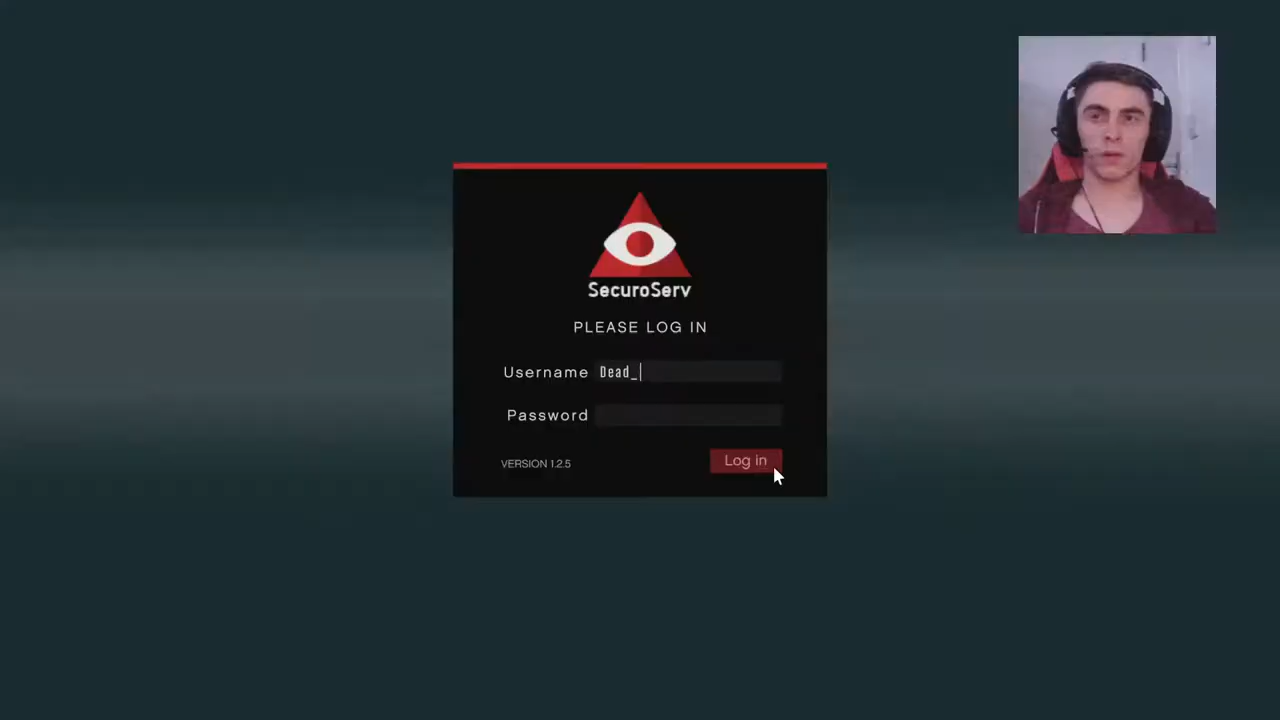 SecuroServ
PLEASE LOG IN
Username Dead_
Password
VERSION 1.2.5
Log in